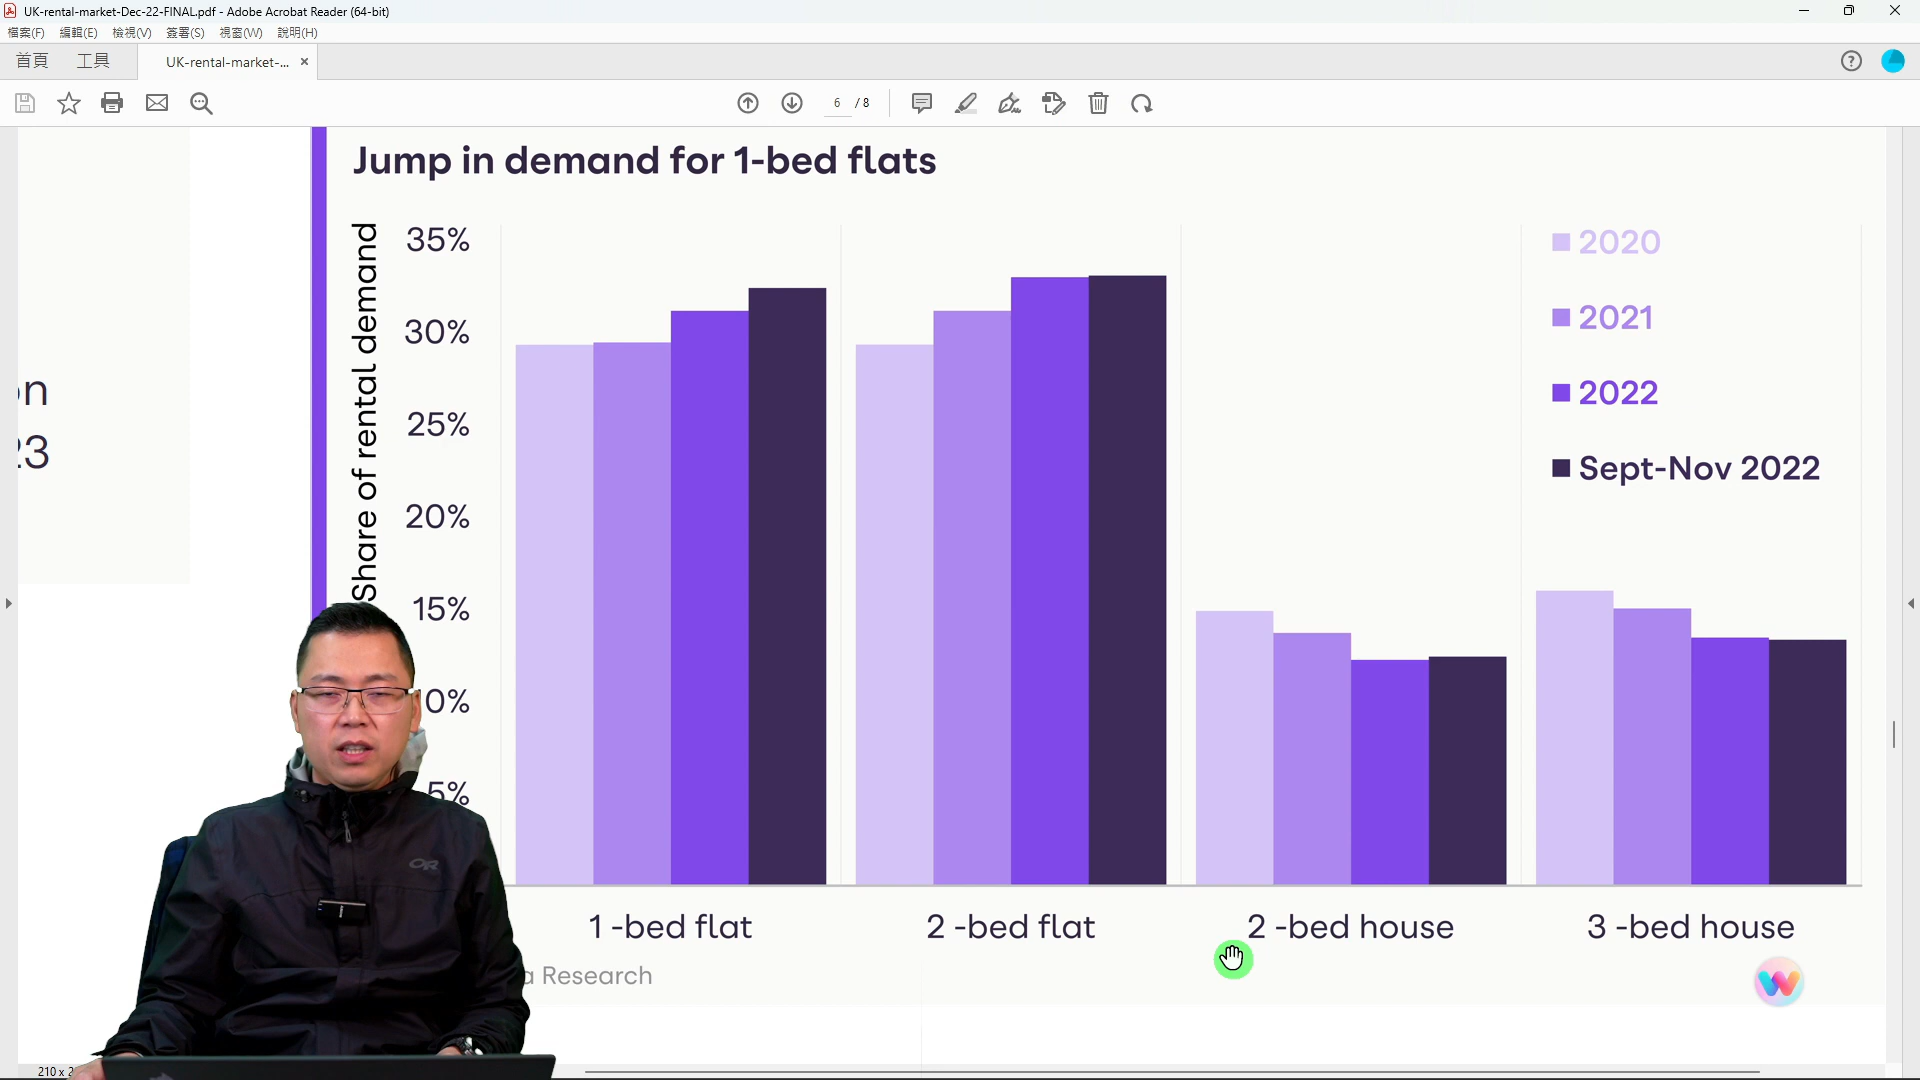 UK-rental-market-Dec-22-FINAL.pdf - Adobe Acrobat Reader (64-bit)
檔案(F) 編輯(E) 檢視(V) 簽署(S) 視窗(W) 說明(H)
首頁 工具 UK-rental-market-... ×
6 / 8
Jump in demand for 1-bed flats
Share of rental demand
35%
30%
25%
20%
15%
0%
5%
2020
2021
2022
Sept-Nov 2022
on
23
1 -bed flat 2 -bed flat 2 -bed house 3 -bed house
a Research
W
OR
210 x 2